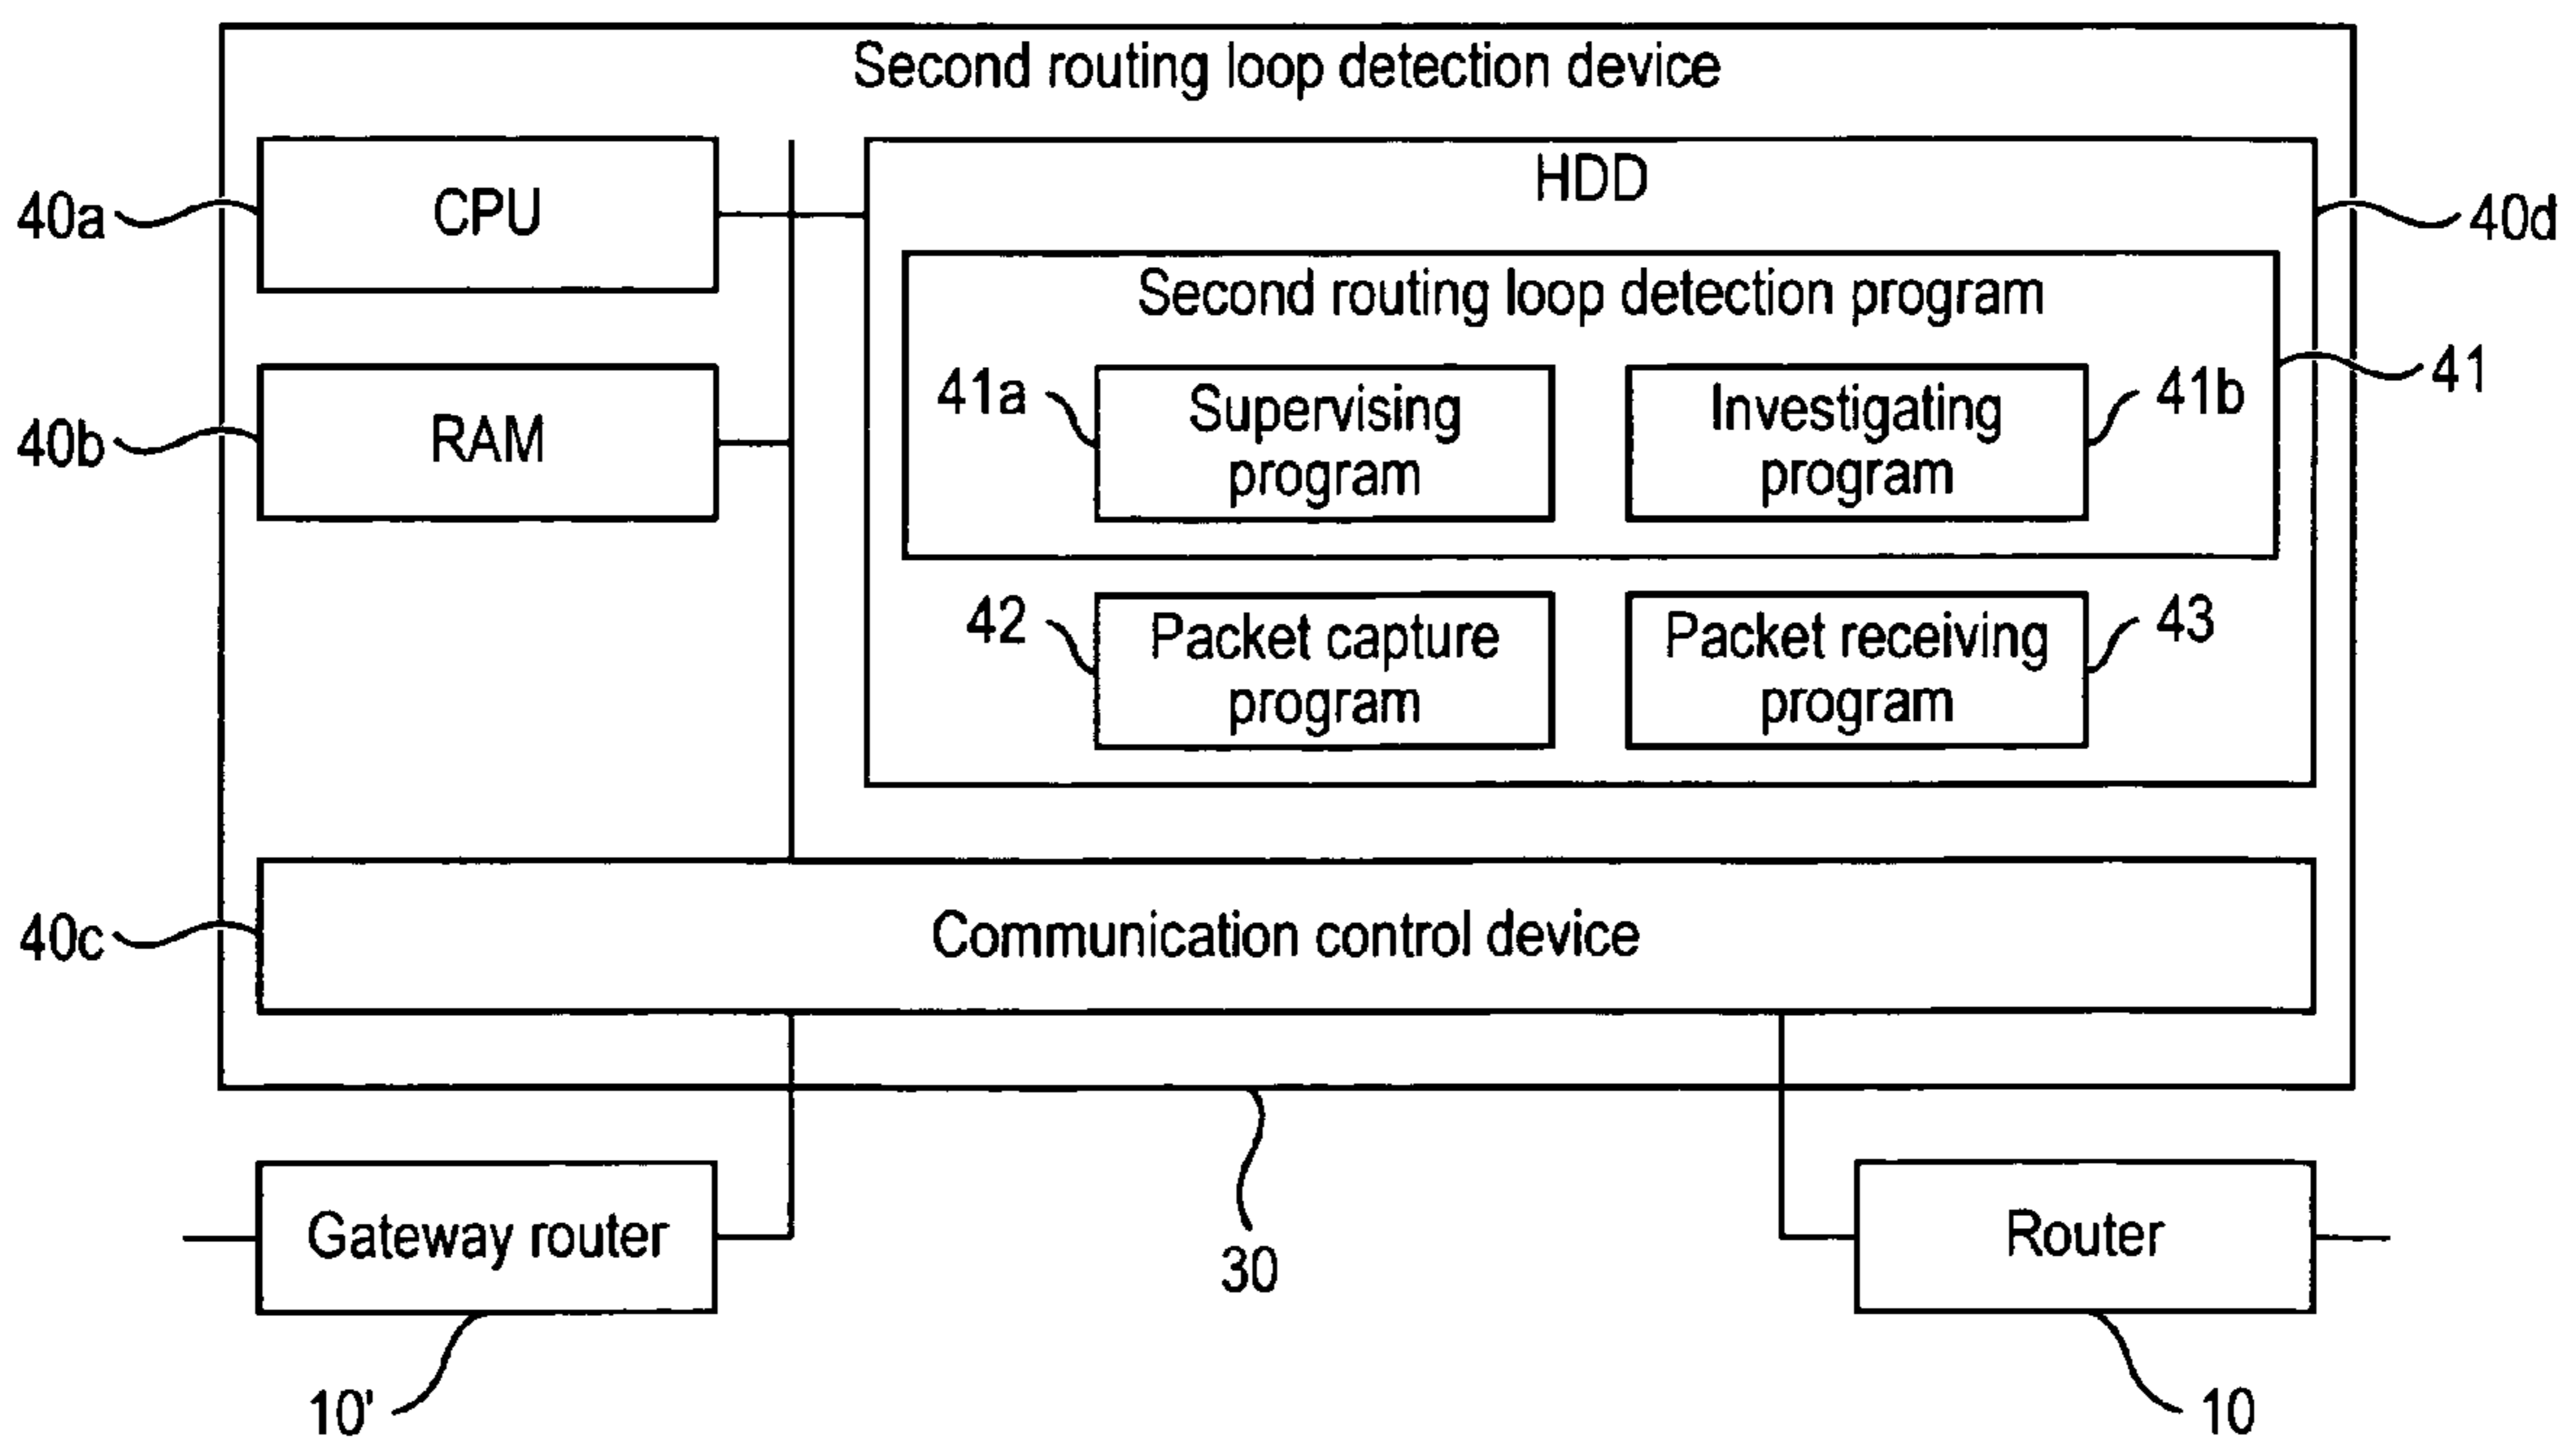 Second routing loop detection device
CPU
HDD
40a
40d
Second routing loop detection program
41a
Supervising
program
Investigating
program
41b
41
RAM
40b
42
Packet capture
program
Packet receiving
program
43
40c
Communication control device
Gateway router
30
Router
10'
10